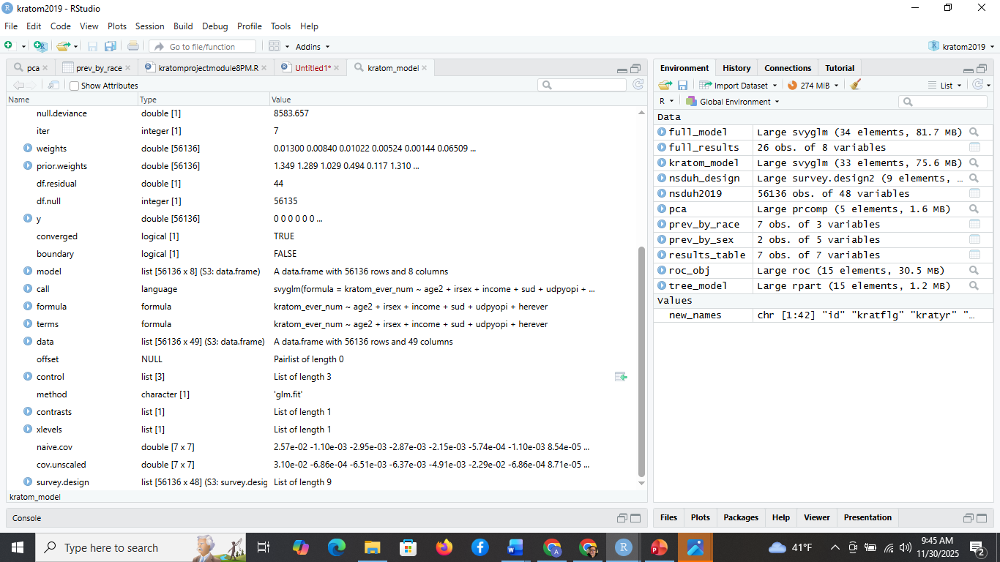 kratom2019 - RStudio
File Edit Code View Plots Session Build Debug Profile Tools Help
Go to file/function Addins kratom2019
pca prev_by_race kratomprojectmodule8PM.R Untitled1* kratom_model
Show Attributes
Name Type Value
null.deviance double [1] 8583.657
iter integer [1] 7
weights double [56136] 0.01300 0.00840 0.01022 0.00524 0.00144 0.06509 ...
prior.weights double [56136] 1.349 1.289 1.029 0.494 0.117 1.310 ...
df.residual double [1] 44
df.null integer [1] 56135
y double [56136] 0 0 0 0 0 0 ...
converged logical [1] TRUE
boundary logical [1] FALSE
model list [56136 x 8] (S3: data.frame) A data.frame with 56136 rows and 8 columns
call language svyglm(formula = kratom_ever_num ~ age2 + irsex + income + sud + udpyopi + ...
formula formula kratom_ever_num ~ age2 + irsex + income + sud + udpyopi + herever
terms formula kratom_ever_num ~ age2 + irsex + income + sud + udpyopi + herever
data list [56136 x 49] (S3: data.frame) A data.frame with 56136 rows and 49 columns
offset NULL Pairlist of length 0
control list [3] List of length 3
method character [1] 'glm.fit'
contrasts list [1] List of length 1
xlevels list [1] List of length 1
naive.cov double [7 x 7] 2.57e-02 -1.10e-03 -2.95e-03 -2.87e-03 -2.15e-03 -5.74e-04 -1.10e-03 8.54e-05 ...
cov.unscaled double [7 x 7] 3.10e-02 -6.86e-04 -6.51e-03 -6.37e-03 -4.91e-03 -2.29e-02 -6.86e-04 8.71e-05 ...
survey.design list [56136 x 48] (S3: survey.desig List of length 9
kratom_model
Console
Environment History Connections Tutorial
Import Dataset 274 MiB List
R Global Environment
Data
full_model Large svyglm (34 elements, 81.7 MB)
full_results 26 obs. of 8 variables
kratom_model Large svyglm (33 elements, 75.6 MB)
nsduh_design Large survey.design2 (9 elements, …
nsduh2019 56136 obs. of 48 variables
pca Large prcomp (5 elements, 1.6 MB)
prev_by_race 7 obs. of 3 variables
prev_by_sex 2 obs. of 5 variables
results_table 7 obs. of 7 variables
roc_obj Large roc (15 elements, 30.5 MB)
tree_model Large rpart (15 elements, 1.2 MB)
Values
new_names chr [1:42] "id" "kratflg" "kratyr" "…
Files Plots Packages Help Viewer Presentation
Type here to search
41°F
9:45 AM
11/30/2025
2